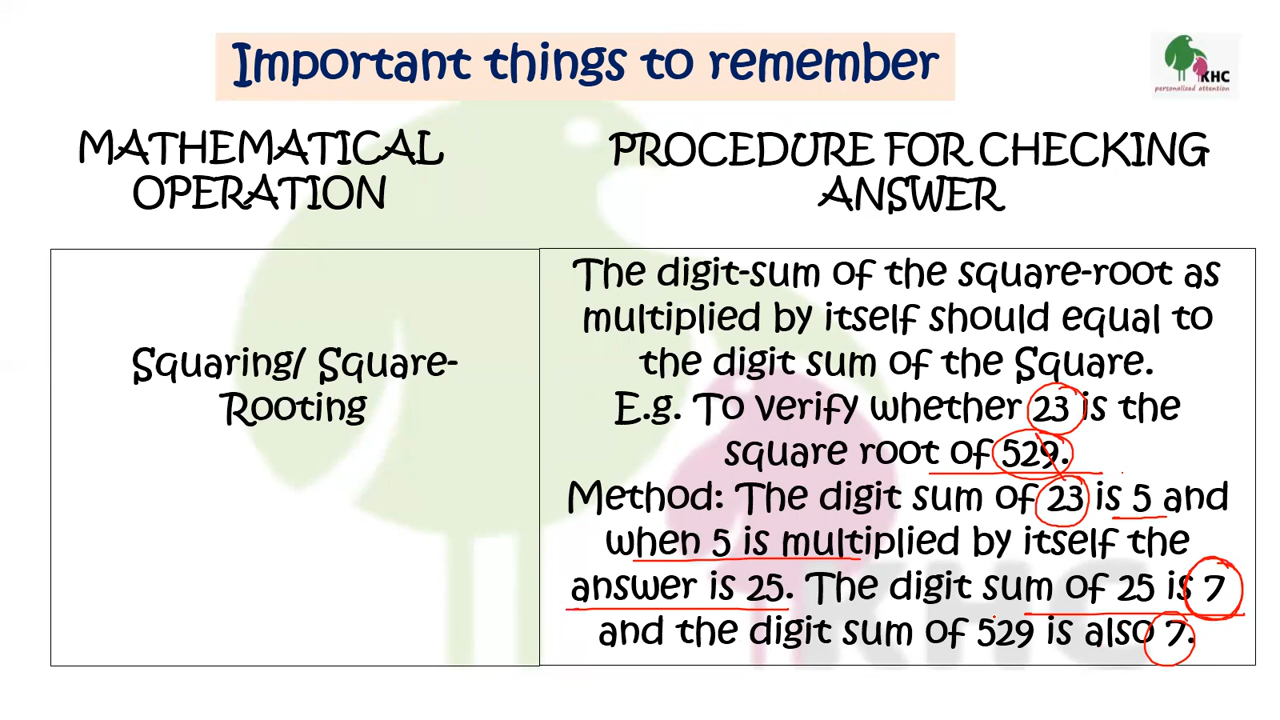 Important things to remember
KHC
personalised attention
MATHEMATICAL
OPERATION
PROCEDURE FOR CHECKING
ANSWER
Squaring/ Square-
Rooting
The digit-sum of the square-root as
multiplied by itself should equal to
the digit sum of the Square.
E.g. To verify whether 23 is the
square root of 529.
Method: The digit sum of 23 is 5 and
when 5 is multiplied by itself the
answer is 25. The digit sum of 25 is 7
and the digit sum of 529 is also 7.
KHC